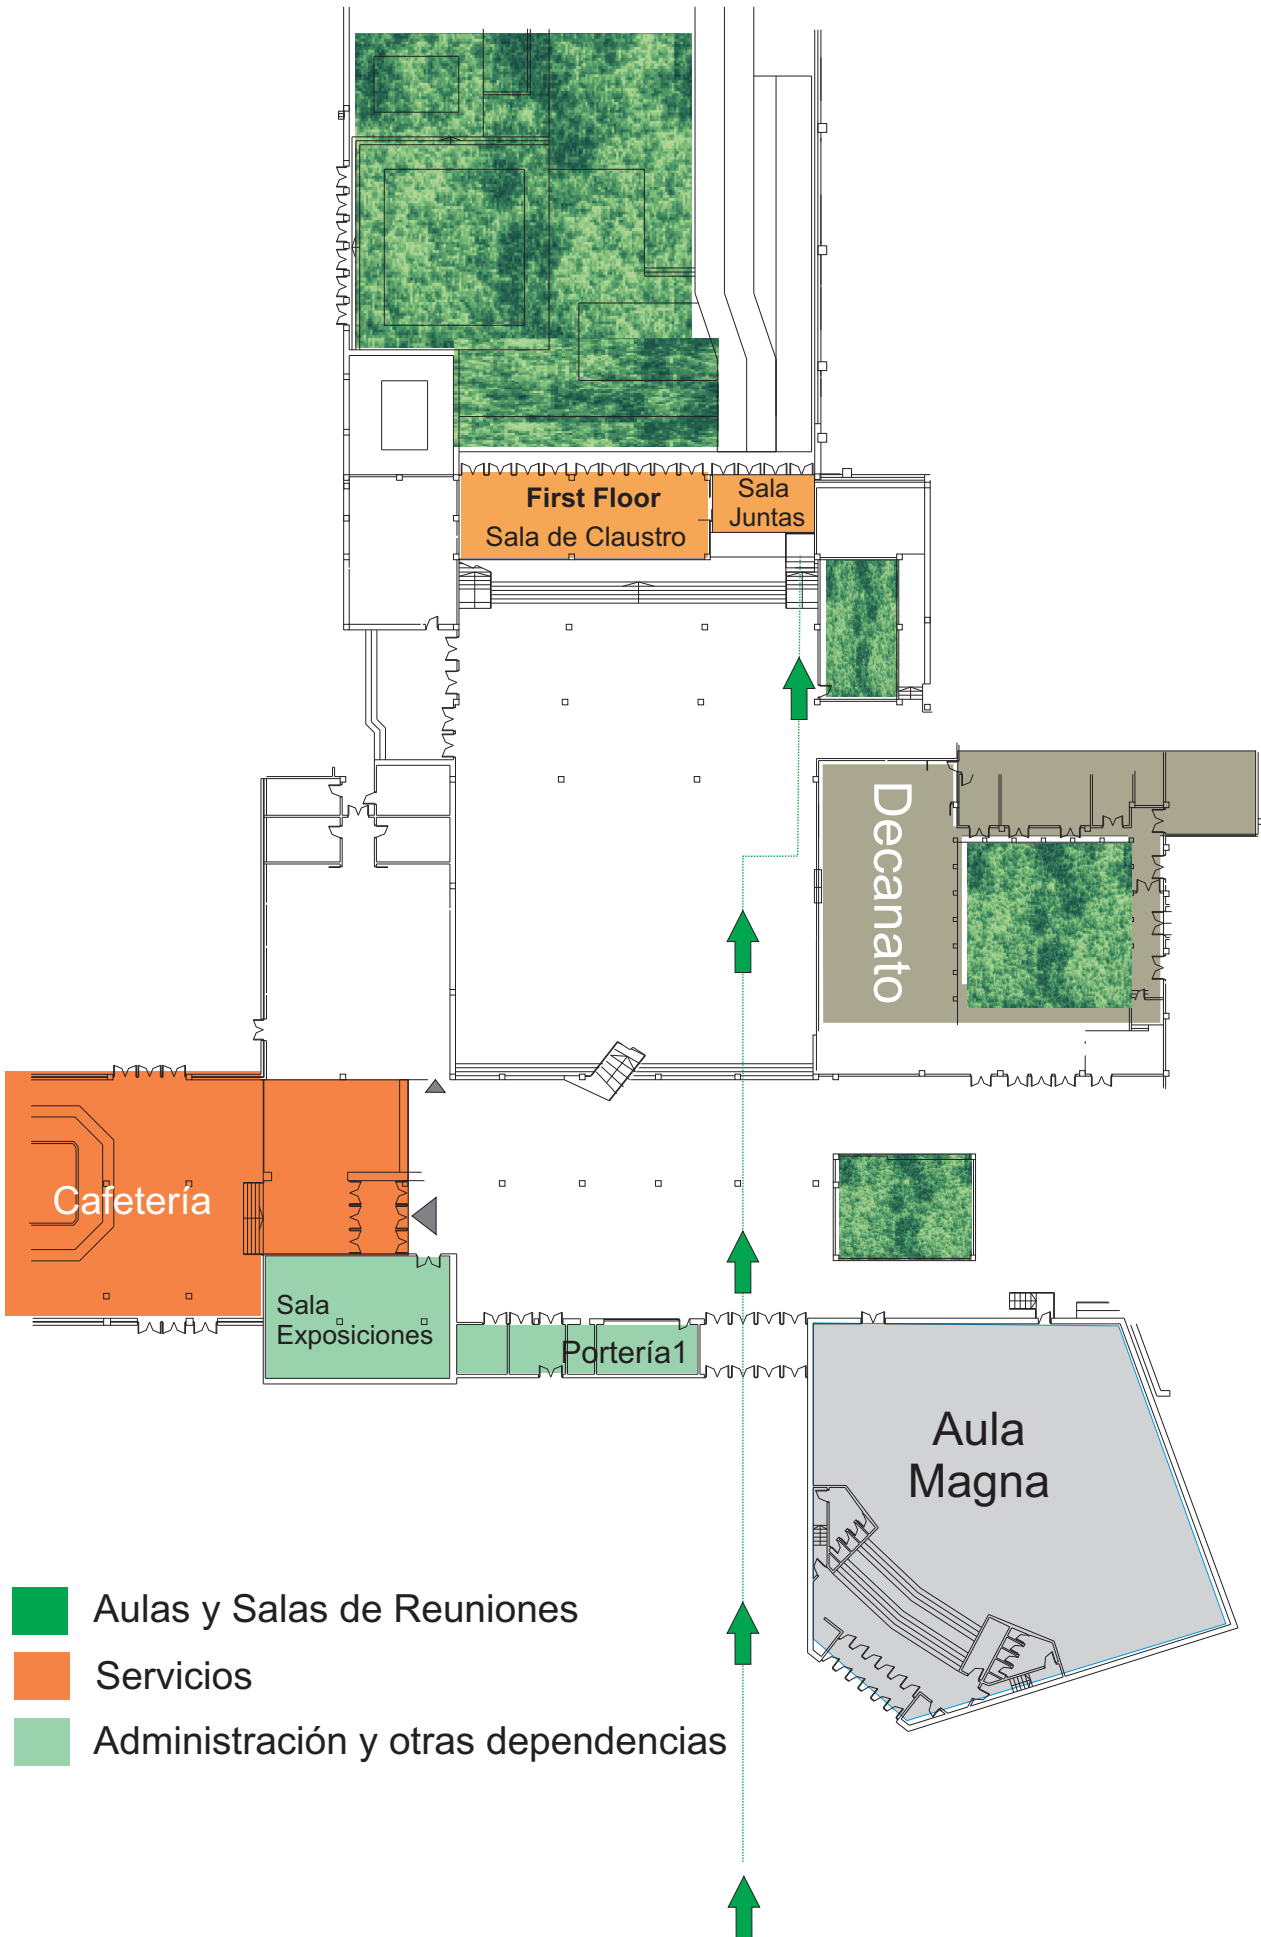 First Floor
Sala de Claustro
Sala
Juntas
Decanato
Cafetería
Sala
Exposiciones
Portería1
Aula
Magna
Aulas y Salas de Reuniones
Servicios
Administración y otras dependencias